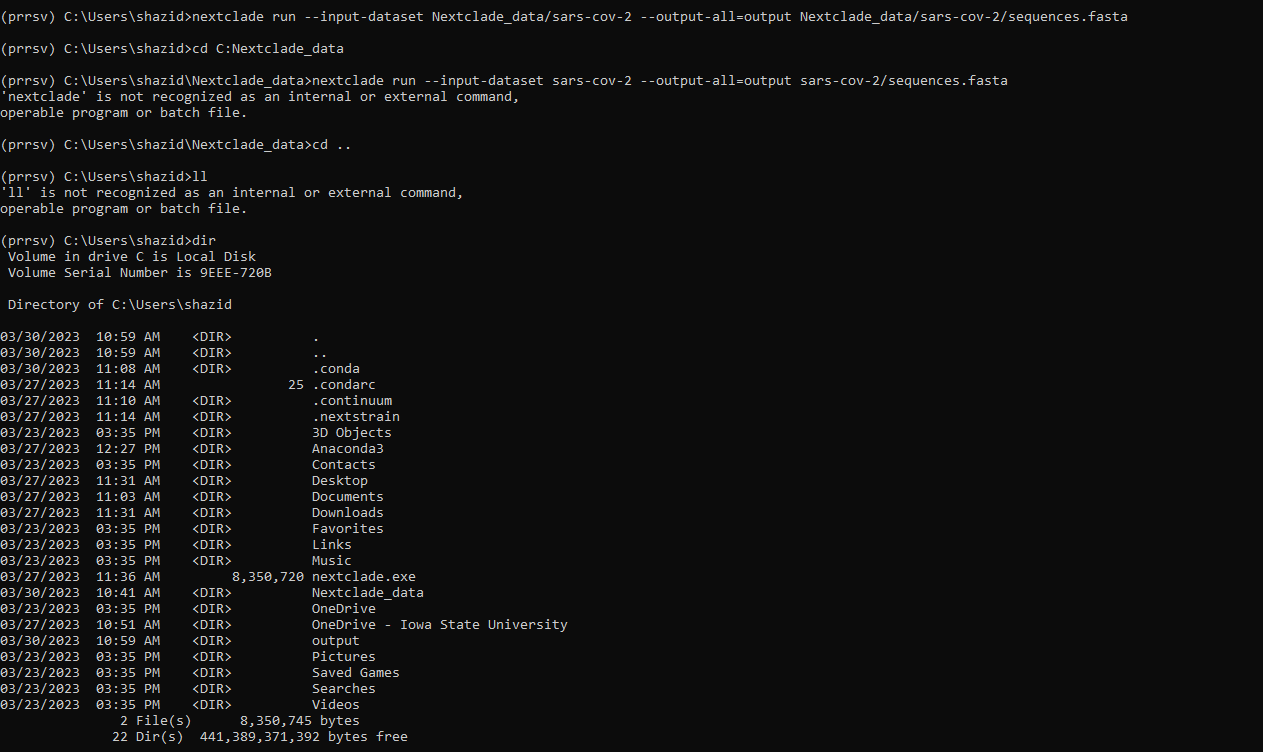 (prrsv) C:\Users\shazid>nextclade run --input-dataset Nextclade_data/sars-cov-2 --output-all=output Nextclade_data/sars-cov-2/sequences.fasta
(prrsv) C:\Users\shazid>cd C:Nextclade_data
(prrsv) C:\Users\shazid\Nextclade_data>nextclade run --input-dataset sars-cov-2 --output-all=output sars-cov-2/sequences.fasta
'nextclade' is not recognized as an internal or external command,
operable program or batch file.
(prrsv) C:\Users\shazid\Nextclade_data>cd ..
(prrsv) C:\Users\shazid>ll
'll' is not recognized as an internal or external command,
operable program or batch file.
(prrsv) C:\Users\shazid>dir
 Volume in drive C is Local Disk
 Volume Serial Number is 9EEE-720B
 Directory of C:\Users\shazid
03/30/2023  10:59 AM    <DIR>          .
03/30/2023  10:59 AM    <DIR>          ..
03/30/2023  11:08 AM    <DIR>          .conda
03/27/2023  11:14 AM                25 .condarc
03/27/2023  11:10 AM    <DIR>          .continuum
03/27/2023  11:14 AM    <DIR>          .nextstrain
03/23/2023  03:35 PM    <DIR>          3D Objects
03/27/2023  12:27 PM    <DIR>          Anaconda3
03/23/2023  03:35 PM    <DIR>          Contacts
03/27/2023  11:31 AM    <DIR>          Desktop
03/27/2023  11:03 AM    <DIR>          Documents
03/27/2023  11:31 AM    <DIR>          Downloads
03/23/2023  03:35 PM    <DIR>          Favorites
03/23/2023  03:35 PM    <DIR>          Links
03/23/2023  03:35 PM    <DIR>          Music
03/27/2023  11:36 AM         8,350,720 nextclade.exe
03/30/2023  10:41 AM    <DIR>          Nextclade_data
03/23/2023  03:35 PM    <DIR>          OneDrive
03/27/2023  10:51 AM    <DIR>          OneDrive - Iowa State University
03/30/2023  10:59 AM    <DIR>          output
03/23/2023  03:35 PM    <DIR>          Pictures
03/23/2023  03:35 PM    <DIR>          Saved Games
03/23/2023  03:35 PM    <DIR>          Searches
03/23/2023  03:35 PM    <DIR>          Videos
               2 File(s)      8,350,745 bytes
              22 Dir(s)  441,389,371,392 bytes free